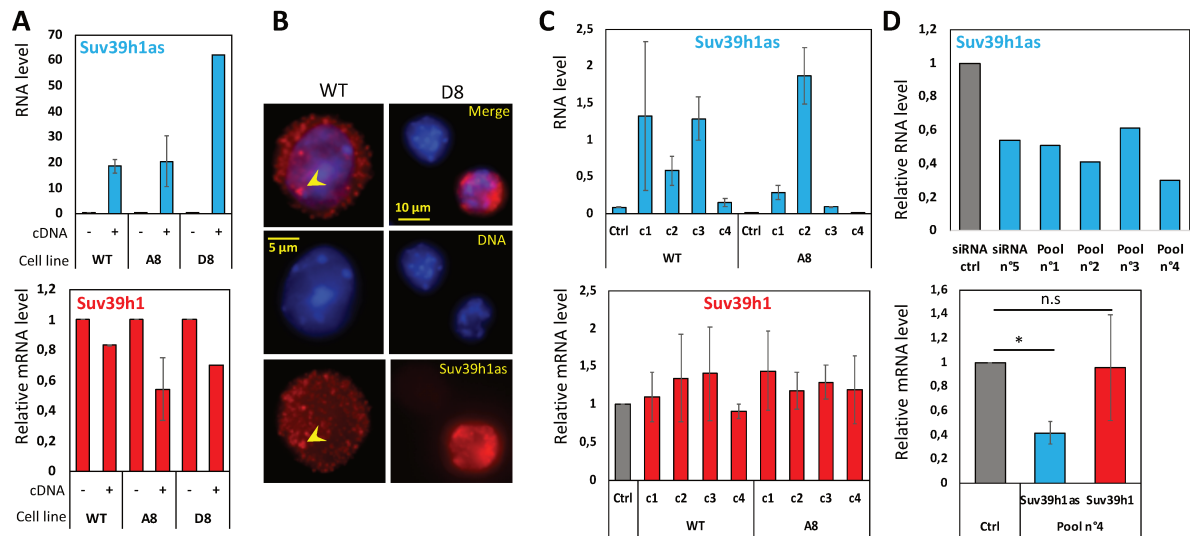 A
Suv39h1as
RNA level
70
60
50
40
30
20
10
0
cDNA - + - + - +
Cell line WT A8 D8
Suv39h1
Relative mRNA level
1,2
1
0,8
0,6
0,4
0,2
0
cDNA - + - + - +
Cell line WT A8 D8
B
WT D8
Merge
10 µm
5 µm
DNA
Suv39h1as
C
Suv39h1as
RNA level
2,5
2
1,5
1
0,5
0
Ctrl c1 c2 c3 c4 Ctrl c1 c2 c3 c4
WT A8
Suv39h1
Relative mRNA level
2,5
2
1,5
1
5,5
0
Ctrl c1 c2 c3 c4 c1 c2 c3 c4
WT A8
D
Suv39h1as
Relative RNA level
1,2
1
0,8
0,6
0,4
0,2
0
siRNA siRNA Pool Pool Pool Pool
ctrl n°5 n°1 n°2 n°3 n°4
Relative mRNA level
1,6
1,4
1,2
1
0,8
0,6
0,4
0,2
0
n.s
*
Suv39h1as Suv39h1
Ctrl Pool n°4